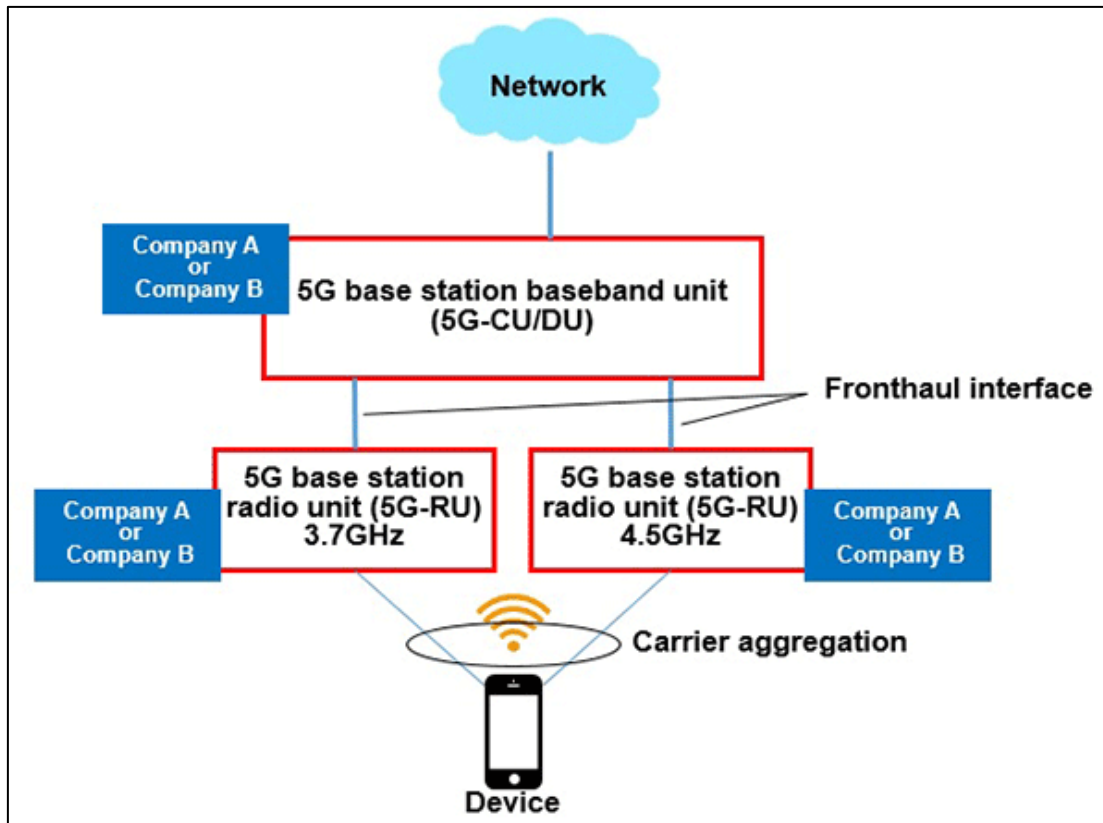 Network
Company A
or
Company B
5G base station baseband unit
(5G-CU/DU)
Fronthaul interface
5G base station
radio unit (5G-RU)
3.7GHz
Company A
or
Company B
5G base station
radio unit (5G-RU)
4.5GHz
Company A
or
Company B
Carrier aggregation
Device